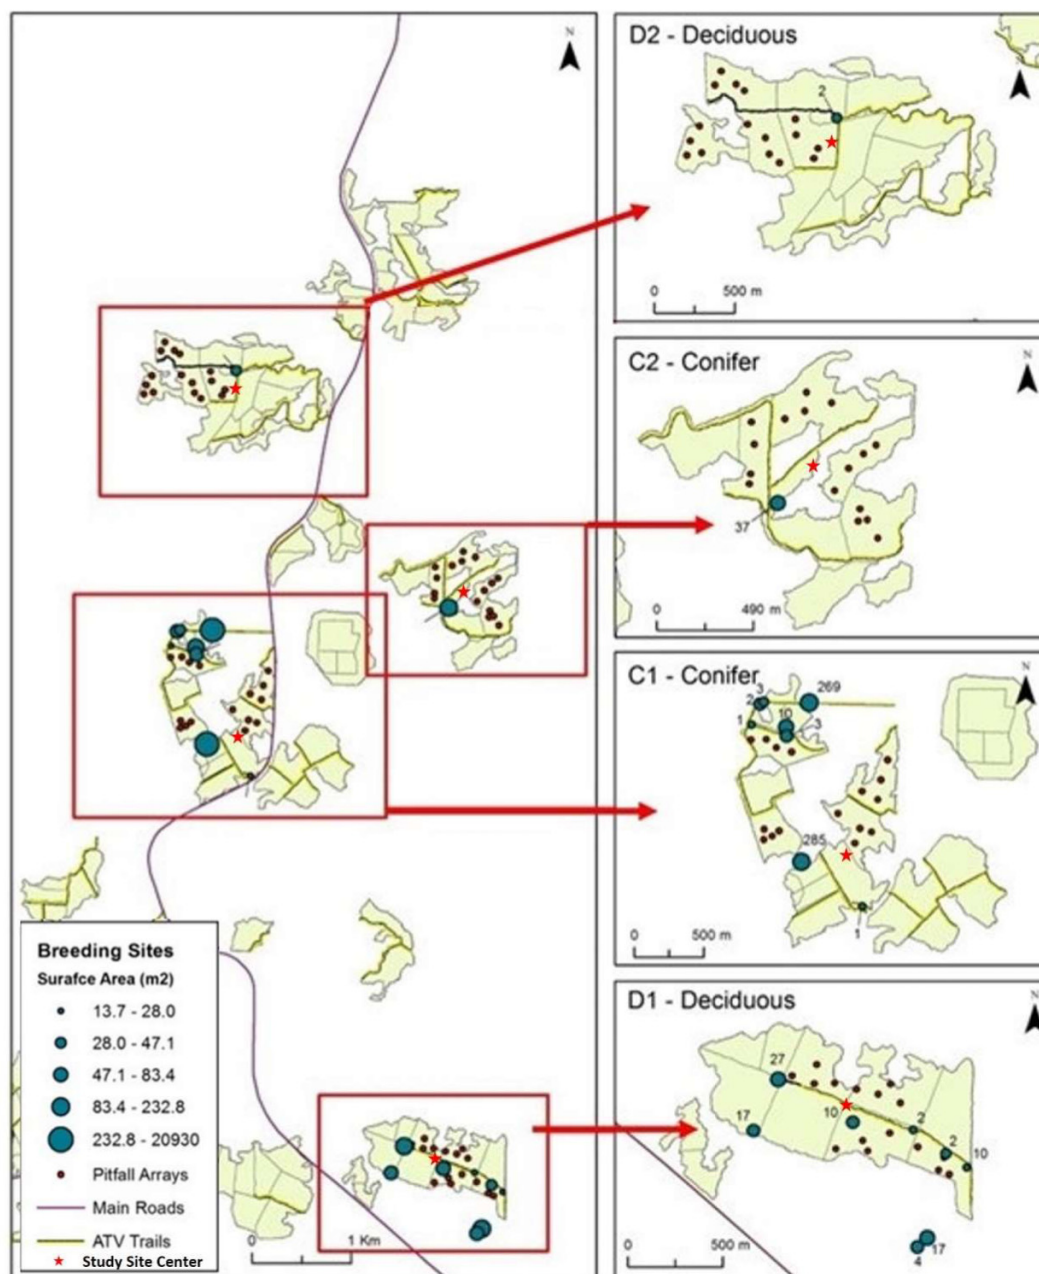 N
D2 - Deciduous
N
2
0 500 m
C2 - Conifer
N
37
0 490 m
C1 - Conifer
N
3
2
269
10
1
3
285
0 500 m
1
D1 - Deciduous
N
27
10
17
2
2
10
17
4
0 500 m
Breeding Sites
Surafce Area (m2)
13.7 - 28.0
28.0 - 47.1
47.1 - 83.4
83.4 - 232.8
232.8 - 20930
Pitfall Arrays
Main Roads
ATV Trails
Study Site Center
0 1 Km